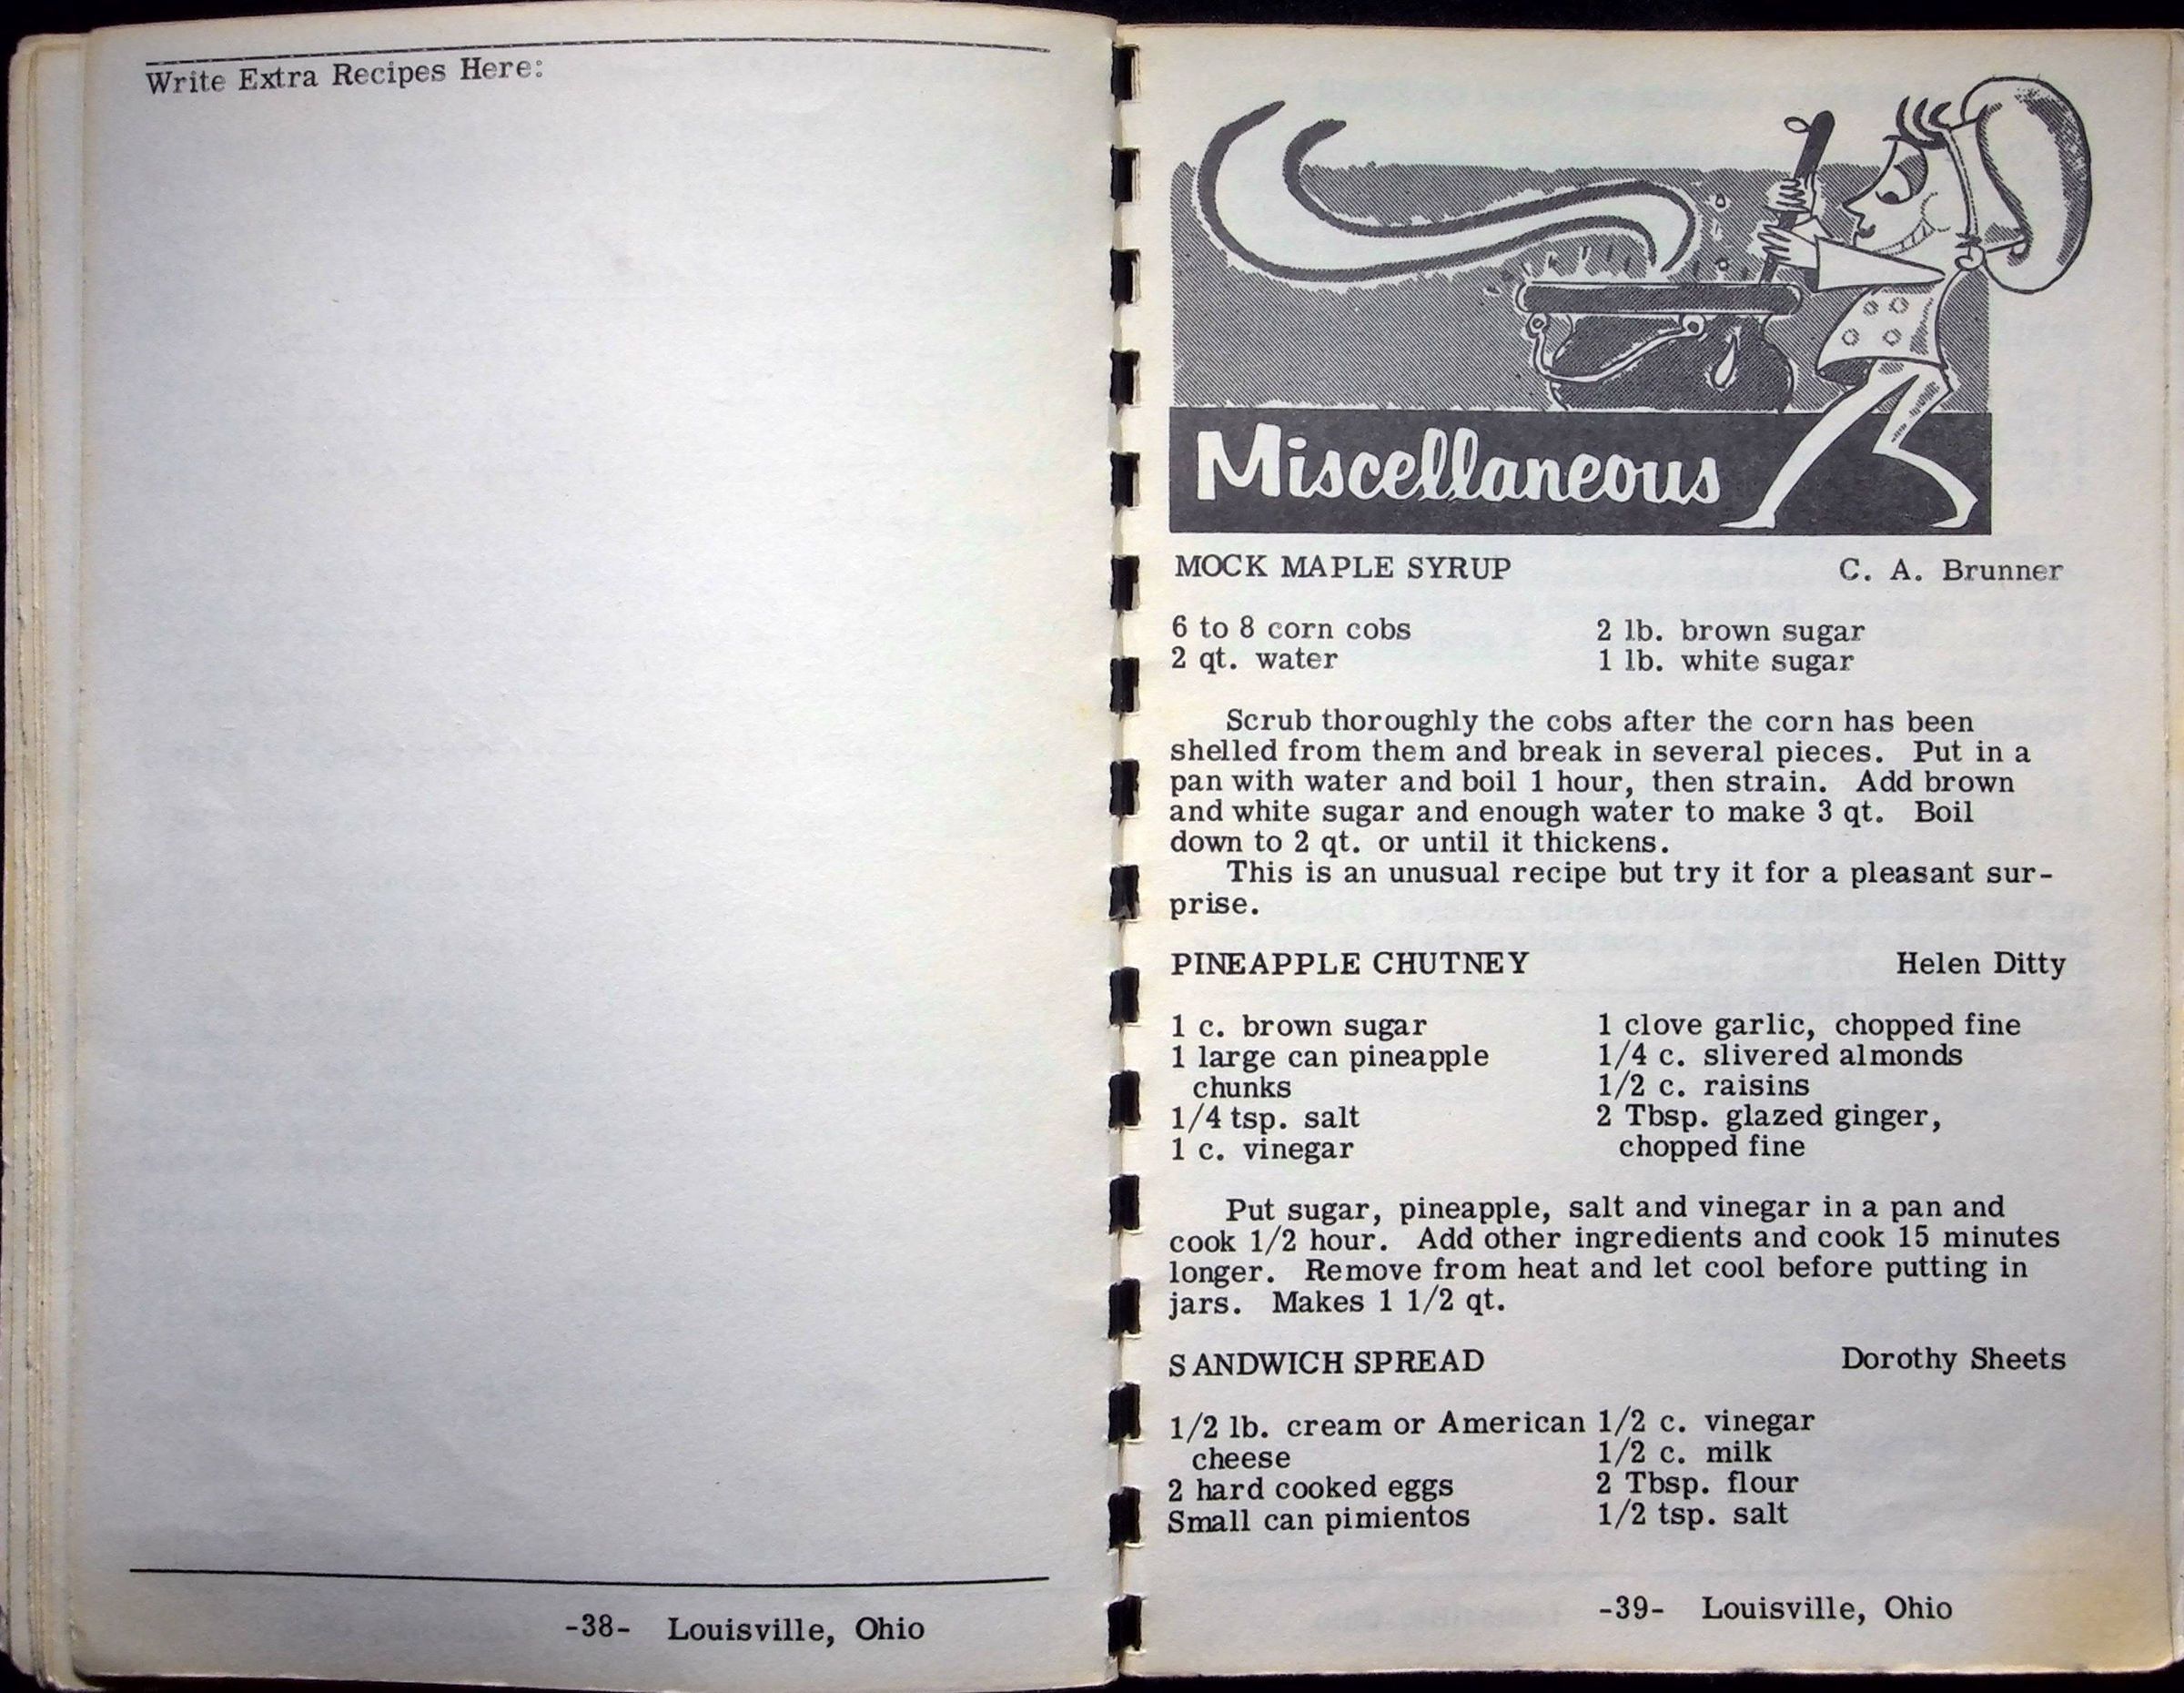 Write Extra Recipes Here:
-38- Louisville, Ohio
Miscellaneous
MOCK MAPLE SYRUP C. A. Brunner
6 to 8 corn cobs 2 lb. brown sugar
2 qt. water 1 lb. white sugar
Scrub thoroughly the cobs after the corn has been
shelled from them and break in several pieces. Put in a
pan with water and boil 1 hour, then strain. Add brown
and white sugar and enough water to make 3 qt. Boil
down to 2 qt. or until it thickens.
This is an unusual recipe but try it for a pleasant sur-
prise.
PINEAPPLE CHUTNEY Helen Ditty
1 c. brown sugar 1 clove garlic, chopped fine
1 large can pineapple 1/4 c. slivered almonds
chunks 1/2 c. raisins
1/4 tsp. salt 2 Tbsp. glazed ginger,
1 c. vinegar chopped fine
Put sugar, pineapple, salt and vinegar in a pan and
cook 1/2 hour. Add other ingredients and cook 15 minutes
longer. Remove from heat and let cool before putting in
jars. Makes 1 1/2 qt.
SANDWICH SPREAD Dorothy Sheets
1/2 lb. cream or American 1/2 c. vinegar
cheese 1/2 c. milk
2 hard cooked eggs 2 Tbsp. flour
Small can pimientos 1/2 tsp. salt
-39- Louisville, Ohio